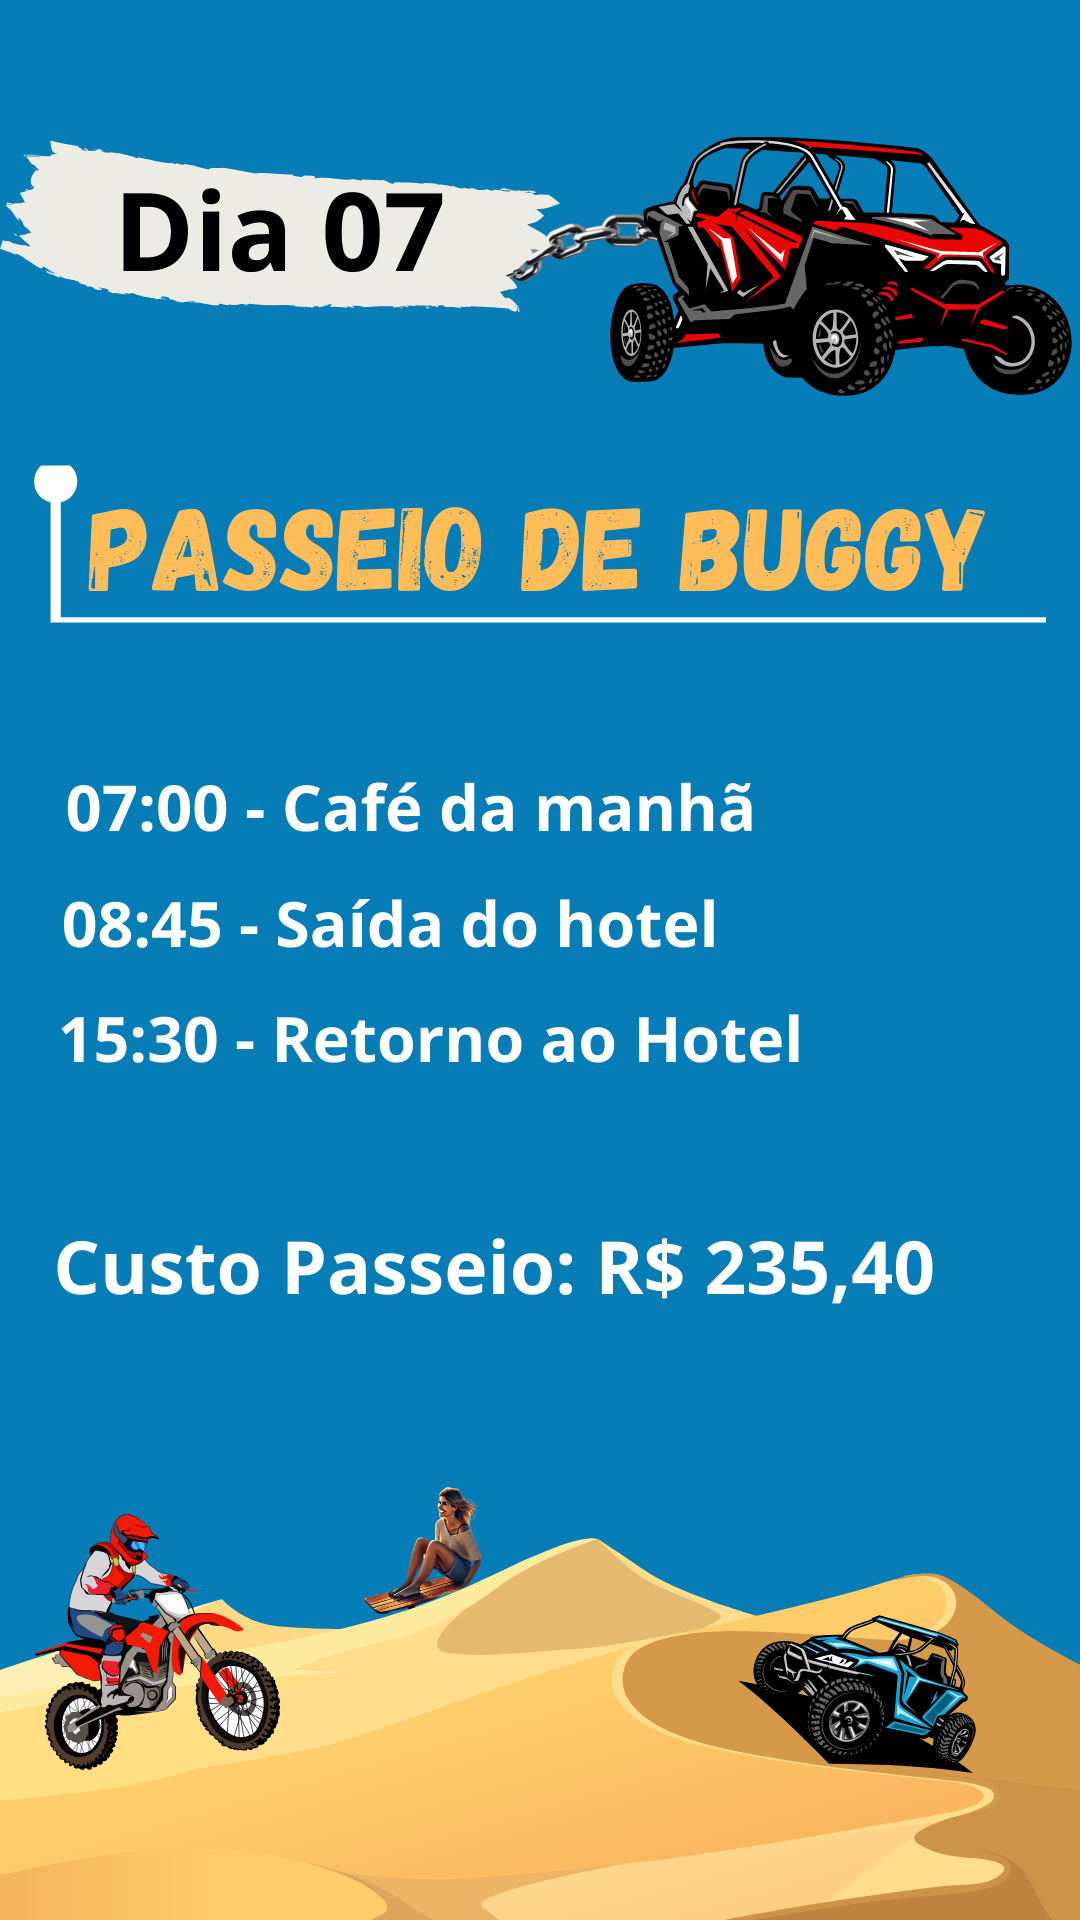 Dia 07
PASSEIO DE BUGGY
07:00 - Café da manhã
08:45 - Saída do hotel
15:30 - Retorno ao Hotel
Custo Passeio: R$ 235,40